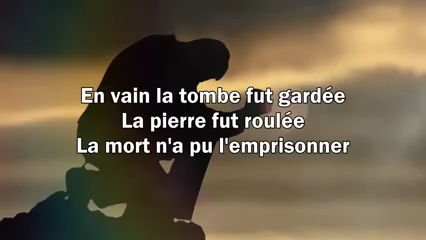 En vain la tombe fut gardée
La pierre fut roulée
La mort n'a pu l'emprisonner